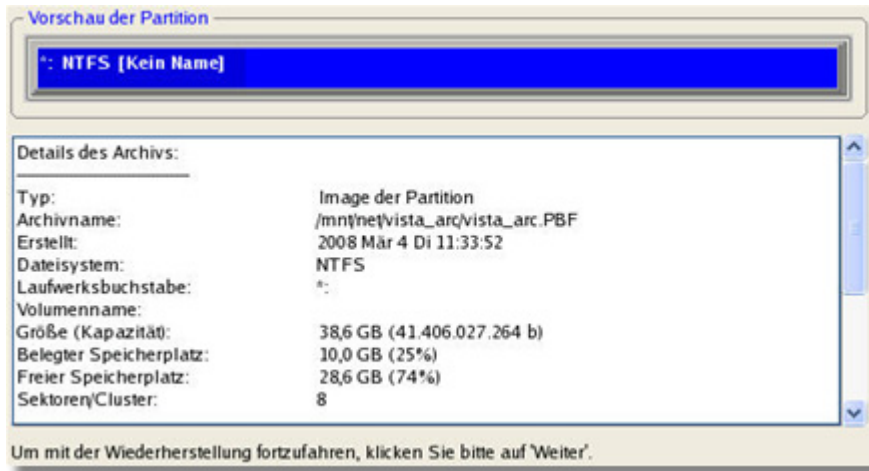 Vorschau der Partition
*: NTFS [Kein Name]
Details des Archivs:
Typ: Image der Partition
Archivname: /mnt/net/vista_arc/vista_arc.PBF
Erstellt: 2008 Mär 4 Di 11:33:52
Dateisystem: NTFS
Laufwerksbuchstabe: *:
Volumenname:
Größe (Kapazität): 38,6 GB (41.406.027.264 b)
Belegter Speicherplatz: 10,0 GB (25%)
Freier Speicherplatz: 28,6 GB (74%)
Sektoren/Cluster: 8
Um mit der Wiederherstellung fortzufahren, klicken Sie bitte auf 'Weiter'.